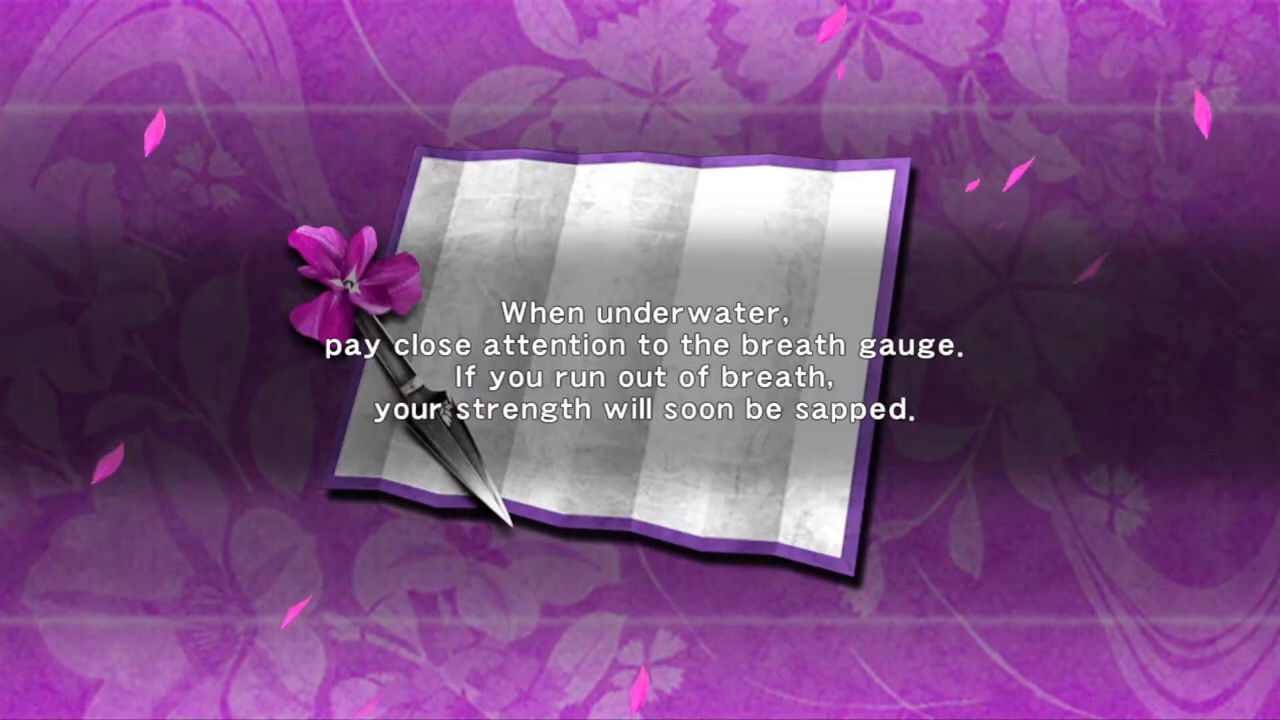 When underwater,
pay close attention to the breath gauge.
If you run out of breath,
your strength will soon be sapped.